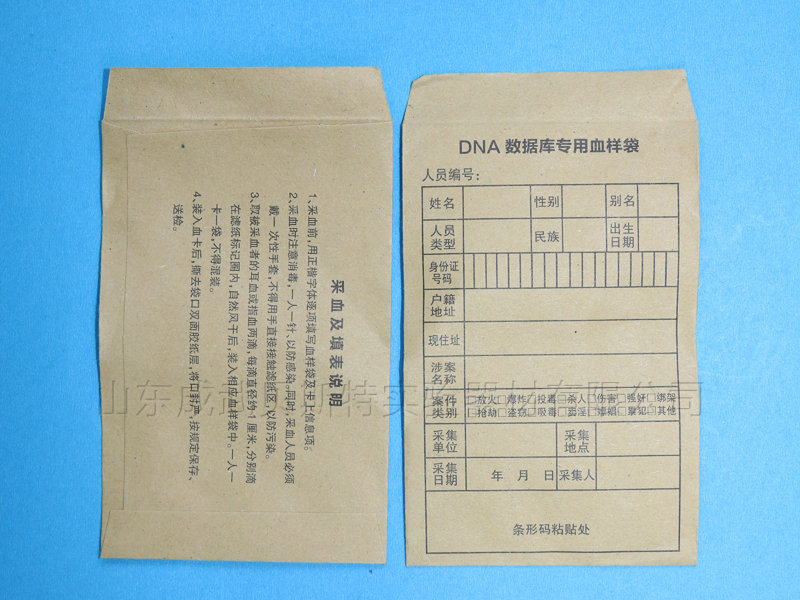 采血及填表说明
1、采血前,用正楷字体逐项填写血样袋及卡上信息项。
2、采血时注意消毒,一人一针、以防感染。同时,采血人员必须
戴一次性手套,不得用手直接接触滤纸区,以防污染。
3、取被采血者的耳血或指血两滴,每滴直径约1厘米,分别滴
在滤纸标记圈内,自然风干后,装入相应血样袋中。一人一
卡一袋,不得混装。
4、装入血卡后,撕去袋口双面胶纸层,将口封严,按规定保存、
送检。
DNA 数据库专用血样袋
人员编号:
姓名 性别 别名
人员类型 民族 出生日期
身份证号码
户籍地址
现住址
涉案名称
案件类别 □放火□爆炸□投毒□杀人□伤害□强奸□绑架
□抢劫□盗窃□吸毒□卖淫□嫖娼□累犯□其他
采集单位 采集地点
采集日期 年 月 日 采集人
条形码粘贴处